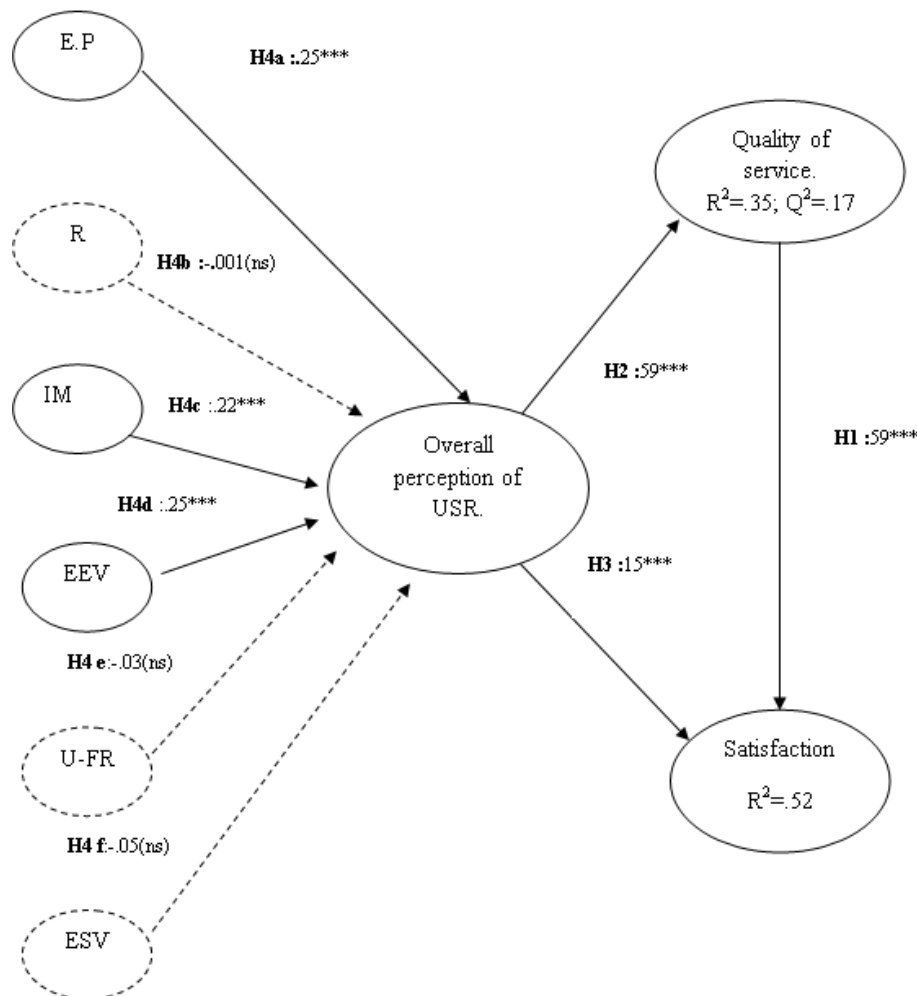 E.P
H4a :.25***
Quality of
service.
R²=.35; Q²=.17
R
H4b :-.001(ns)
IM
H4c :.22***
H2 :59***
H1 :59***
Overall
perception of
USR.
H4d :.25***
EEV
H3 :15***
H4 e:-.03(ns)
U-FR
Satisfaction
R²=.52
H4 f:-.05(ns)
ESV